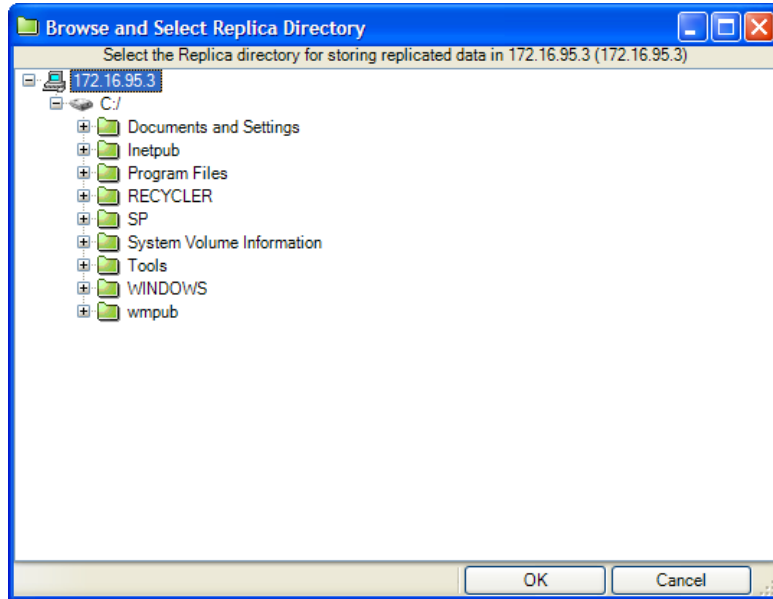 Browse and Select Replica Directory
Select the Replica directory for storing replicated data in 172.16.95.3 (172.16.95.3)
172.16.95.3
C:/
Documents and Settings
Inetpub
Program Files
RECYCLER
SP
System Volume Information
Tools
WINDOWS
wmpub
OK Cancel